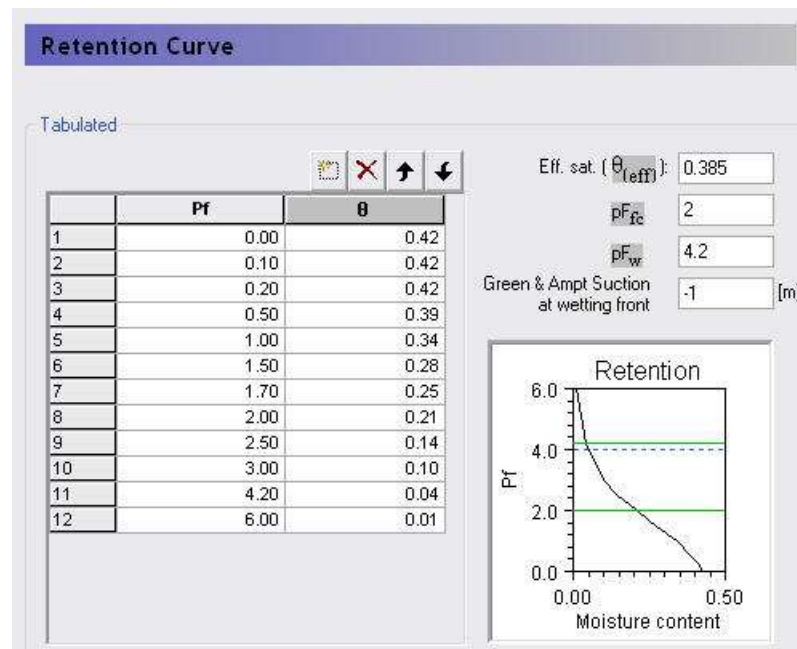 Retention Curve
Tabulated
Pf θ
1 0.00 0.42
2 0.10 0.42
3 0.20 0.42
4 0.50 0.39
5 1.00 0.34
6 1.50 0.28
7 1.70 0.25
8 2.00 0.21
9 2.50 0.14
10 3.00 0.10
11 4.20 0.04
12 6.00 0.01
Eff. sat. ( θ(eff) ): 0.385
pFfc 2
pFw 4.2
Green & Ampt Suction
at wetting front -1 [m
Retention
6.0
4.0
Pf
2.0
0.0
0.00 0.50
Moisture content